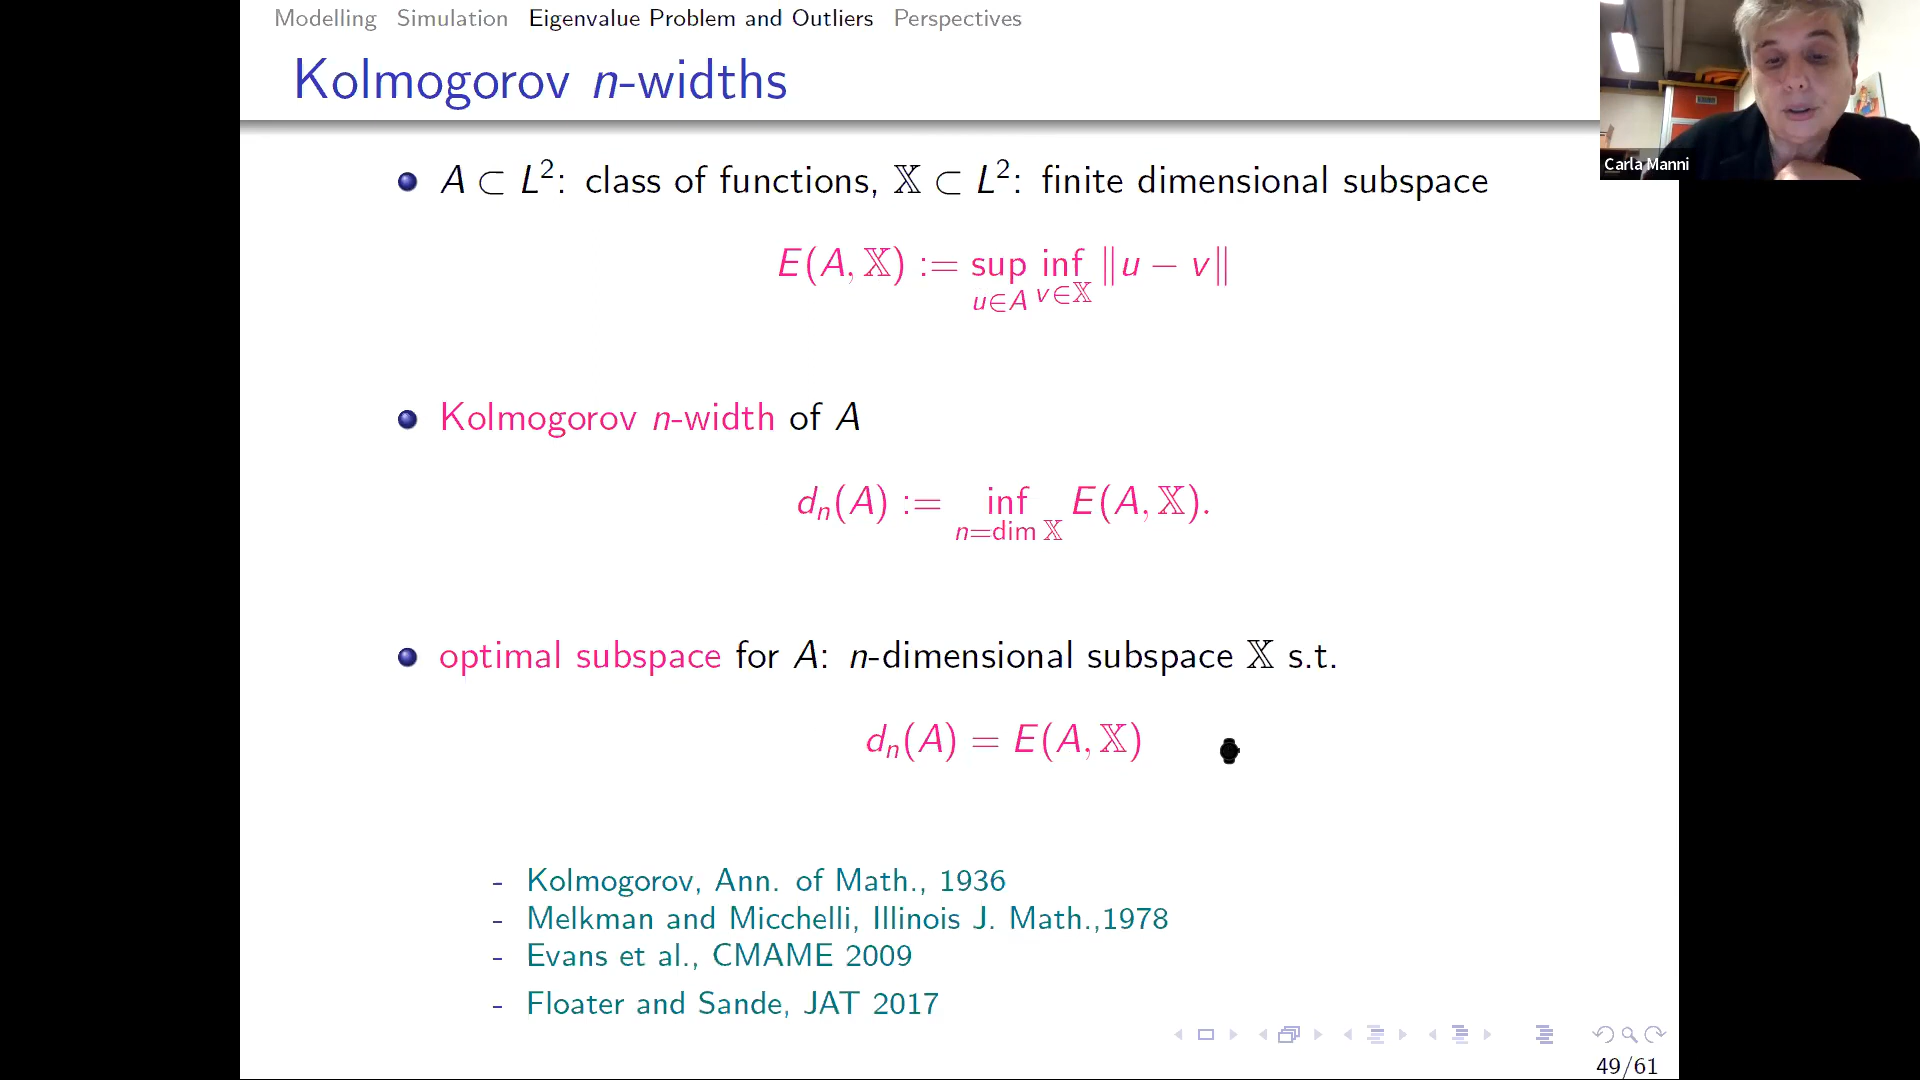 Modelling Simulation Eigenvalue Problem and Outliers Perspectives
Kolmogorov n-widths
Carla Manni
A ⊂ L²: class of functions, 𝕏 ⊂ L²: finite dimensional subspace
E(A, 𝕏) := sup inf ‖u − v‖
u∈A v∈𝕏
Kolmogorov n-width of A
dₙ(A) := inf E(A, 𝕏).
n=dim 𝕏
optimal subspace for A: n-dimensional subspace 𝕏 s.t.
dₙ(A) = E(A, 𝕏)
- Kolmogorov, Ann. of Math., 1936
- Melkman and Micchelli, Illinois J. Math.,1978
- Evans et al., CMAME 2009
- Floater and Sande, JAT 2017
49/61